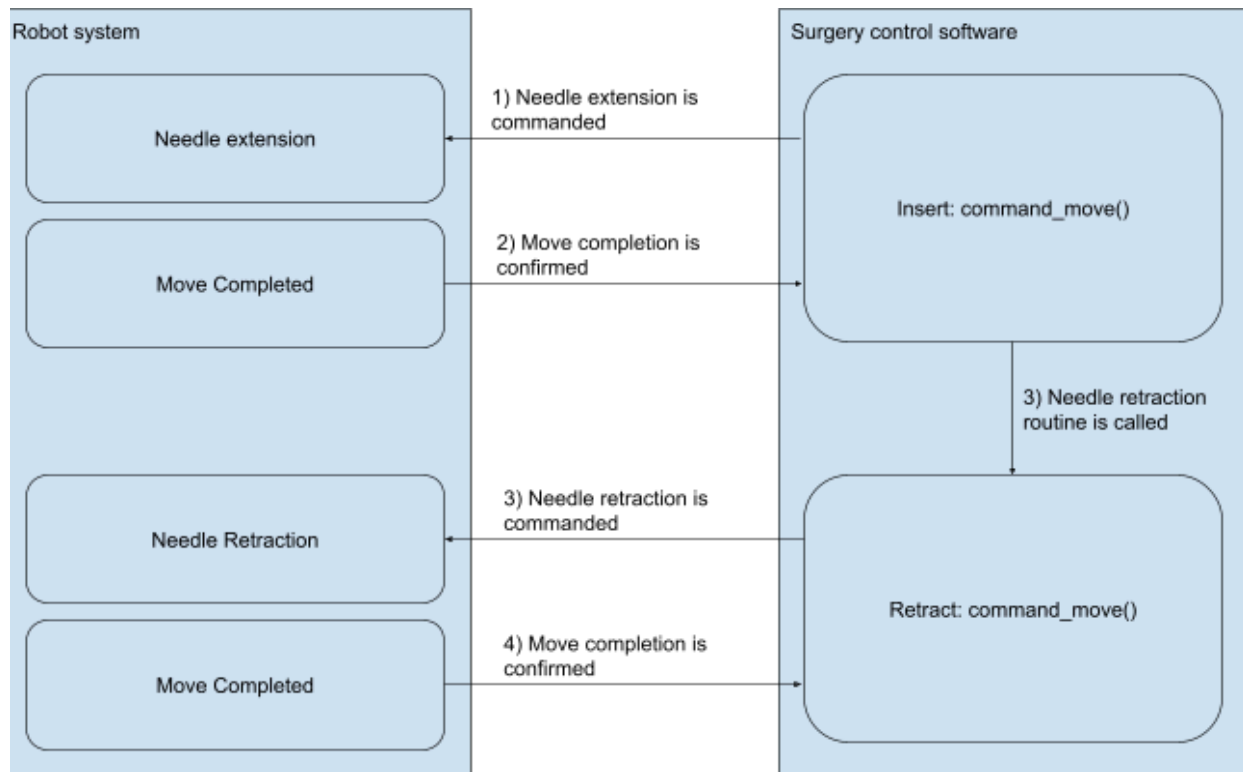 Robot system
Surgery control software
1) Needle extension is
commanded
Needle extension
Insert: command_move()
2) Move completion is
confirmed
Move Completed
3) Needle retraction
routine is called
3) Needle retraction is
commanded
Needle Retraction
Retract: command_move()
4) Move completion is
confirmed
Move Completed